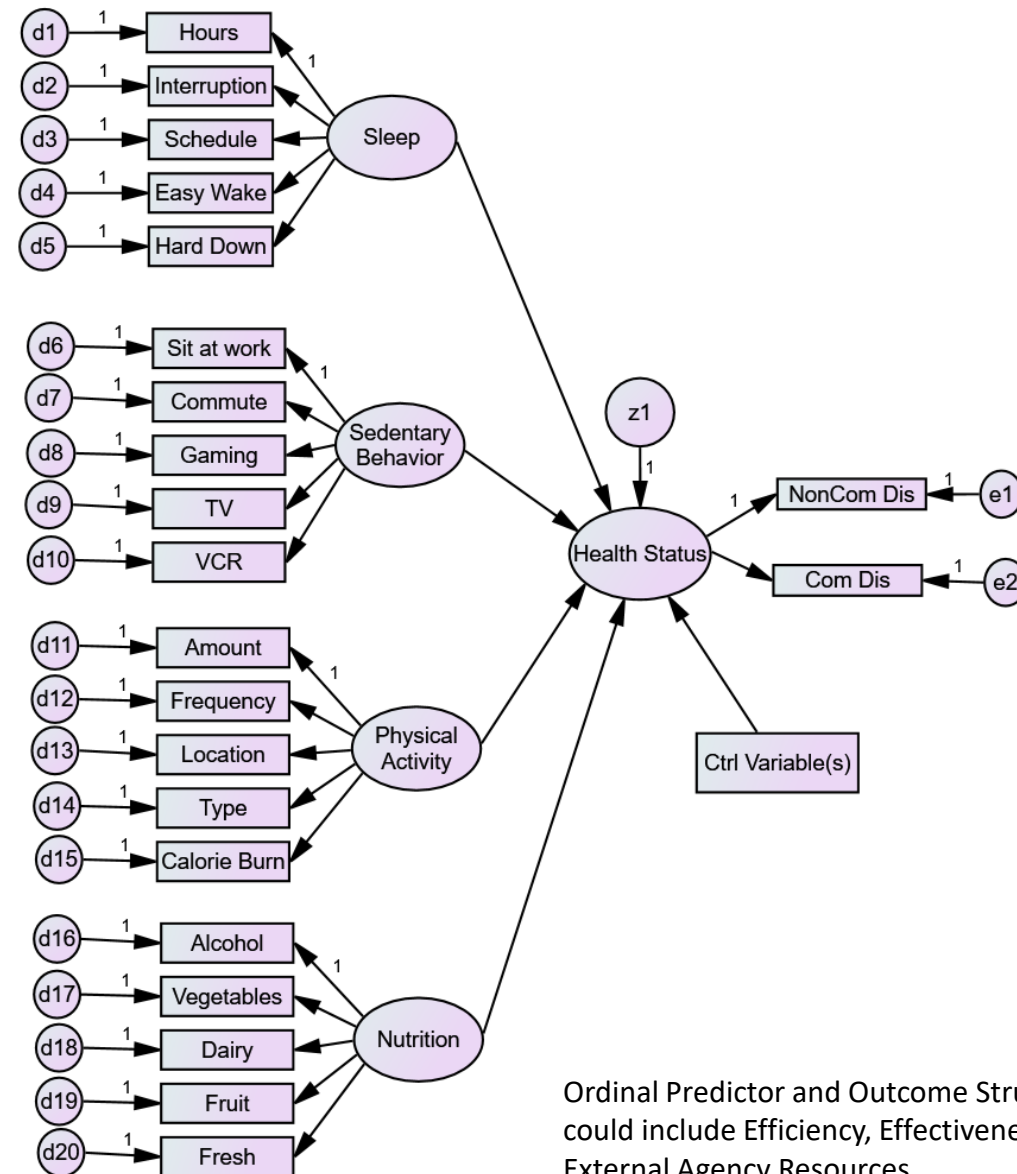 d1 1 Hours
1
d2 1 Interruption
d3 1 Schedule
d4 1 Easy Wake
d5 1 Hard Down
Sleep
d6 1 Sit at work
1
d7 1 Commute
d8 1 Gaming
d9 1 TV
d10 1 VCR
Sedentary
Behavior
d11 1 Amount
1
d12 1 Frequency
d13 1 Location
d14 1 Type
d15 1 Calorie Burn
Physical
Activity
d16 1 Alcohol
1
d17 1 Vegetables
d18 1 Dairy
d19 1 Fruit
d20 1 Fresh
Nutrition
z1
1
Health Status
1 NonCom Dis 1 e1
Com Dis 1 e2
Ctrl Variable(s)
Ordinal Predictor and Outcome
could include Efficiency,
External Agency Resources